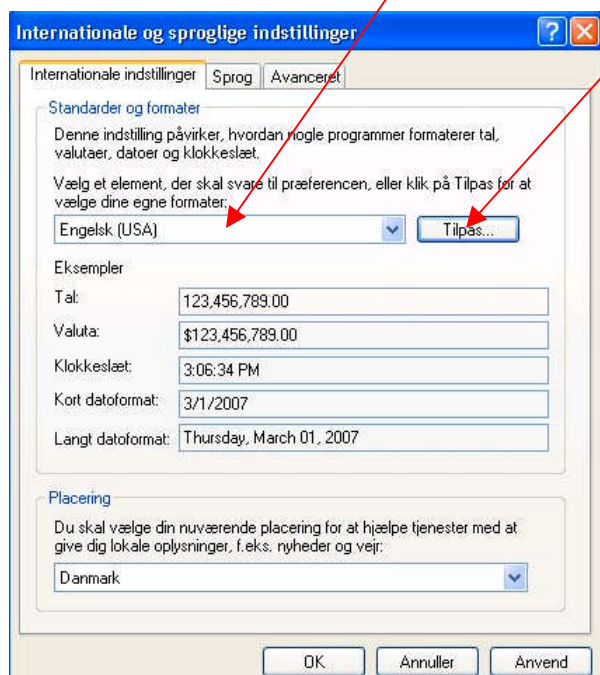 Internationale og sproglige indstillinger
Internationale indstillinger Sprog Avanceret
Standarder og formater
Denne indstilling påvirker, hvordan nogle programmer formaterer tal,
valutaer, datoer og klokkeslæt.
Vælg et element, der skal svare til præferencen, eller klik på Tilpas for at
vælge dine egne formater:
Engelsk (USA) Tilpas...
Eksempler
Tal: 123,456,789.00
Valuta: $123,456,789.00
Klokkeslæt: 3:06:34 PM
Kort datoformat: 3/1/2007
Langt datoformat: Thursday, March 01, 2007
Placering
Du skal vælge din nuværende placering for at hjælpe tjenester med at
give dig lokale oplysninger, f.eks. nyheder og vejr:
Danmark
OK Annuller Anvend